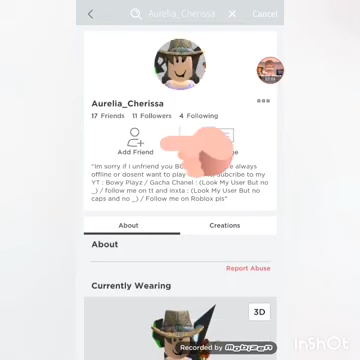 Aurelia_Cherissa Cancel
Aurelia_Cherissa
17 Friends 11 Followers 4 Following
Add Friend
"Im sorry if i unfriend you BC always
offline or dosent want to play Subcribe to my
YT : Bowy Playz / Gacha Chanel : (Look My User But no
_) / follow me on tt and inxta : (Look My User But no
caps and no _) / Follow me on Roblox pls"
About Creations
About
Report Abuse
Currently Wearing
3D
Recorded by Mobizen
InShOt